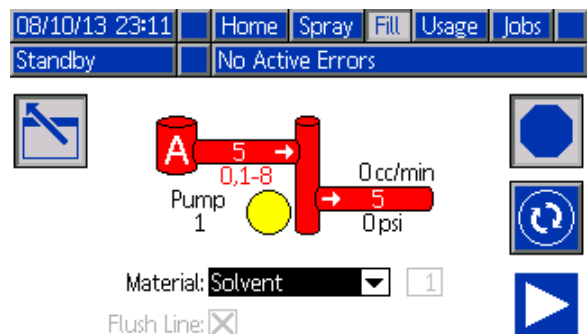 08/10/13 23:11 Home Spray Fill Usage Jobs
Standby No Active Errors
A 5
0,1-8
0 cc/min
Pump
1
5
0 psi
Material: Solvent 1
Flush Line: